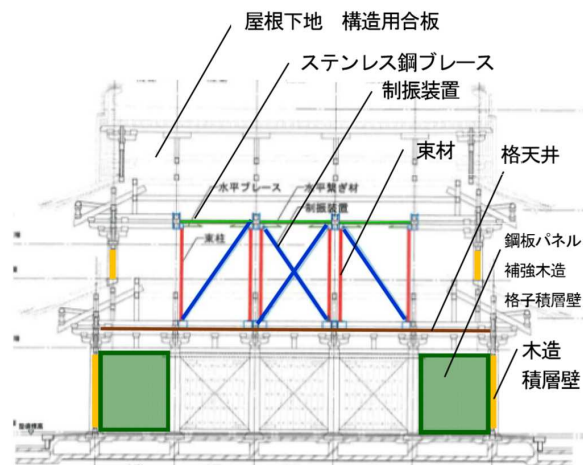 屋根下地　構造用合板
ステンレス鋼ブレース
制振装置
束材
格天井
水平ブレース
水平繋ぎ材
制振装置
束柱
鋼板パネル
補強木造
格子積層壁
木造
積層壁